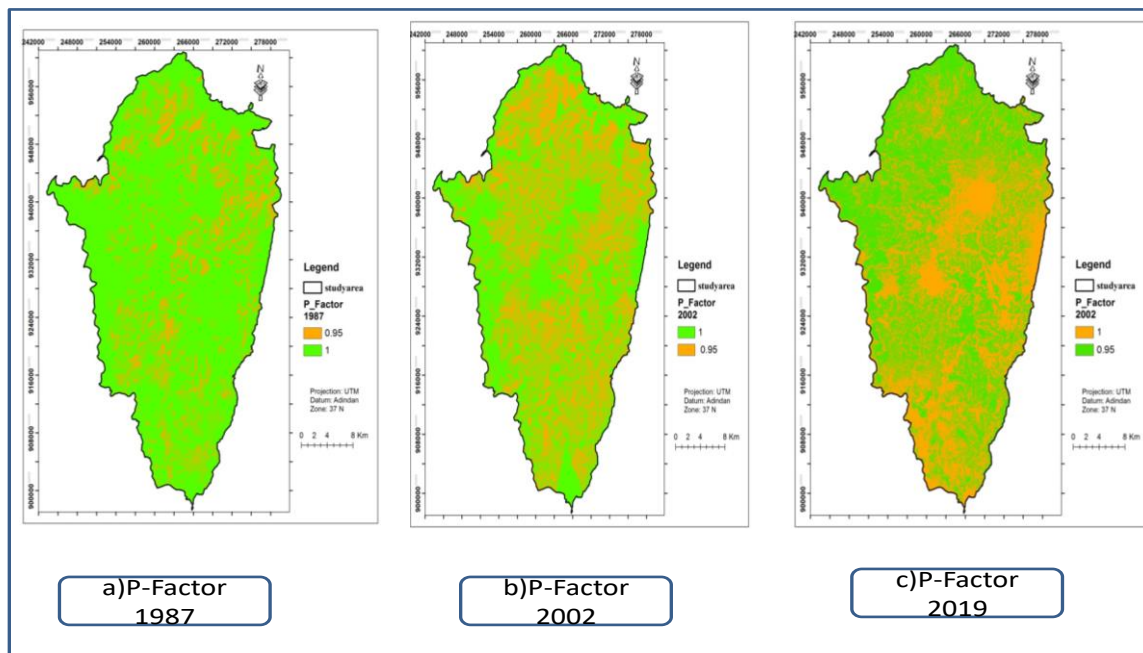 242000 248000 254000 260000 266000 272000 278000
N
956000
948000
940000
932000
924000
916000
908000
900000
Legend
studyarea
P_Factor
1987
0.95
1
Projection: UTM
Datum: Adindan
Zone: 37 N
0 2 4 8 Km
a)P-Factor
1987
242000 248000 254000 260000 266000 272000 278000
N
956000
948000
940000
932000
924000
916000
908000
900000
Legend
studyarea
P_Factor
2002
1
0.95
Projection: UTM
Datum: Adindan
Zone: 37 N
0 2 4 8 Km
b)P-Factor
2002
242000 248000 254000 260000 266000 272000 278000
N
956000
948000
940000
932000
924000
916000
908000
900000
Legend
studyarea
P_Factor
2002
1
0.95
Projection: UTM
Datum: Adindan
Zone: 37 N
0 2 4 8 Km
c)P-Factor
2019